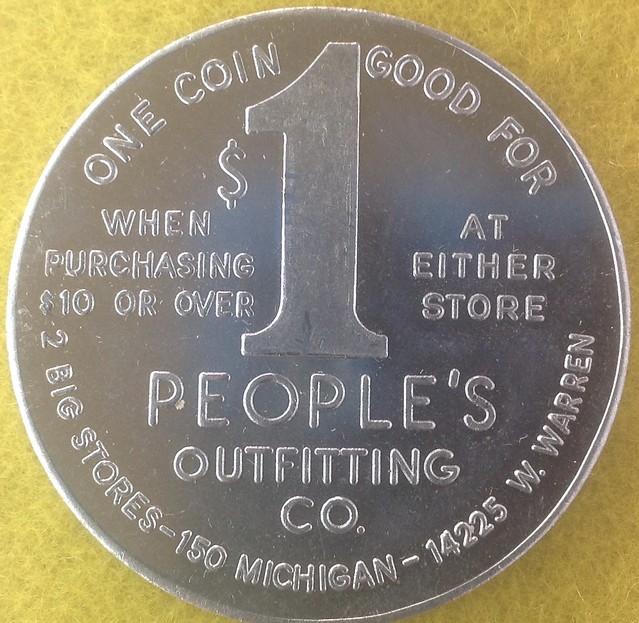 ONE COIN GOOD FOR
$1
WHEN
PURCHASING
$10 OR OVER
AT
EITHER
STORE
PEOPLE'S
OUTFITTING
CO.
2 BIG STORES-150 MICHIGAN-14225 W. WARREN